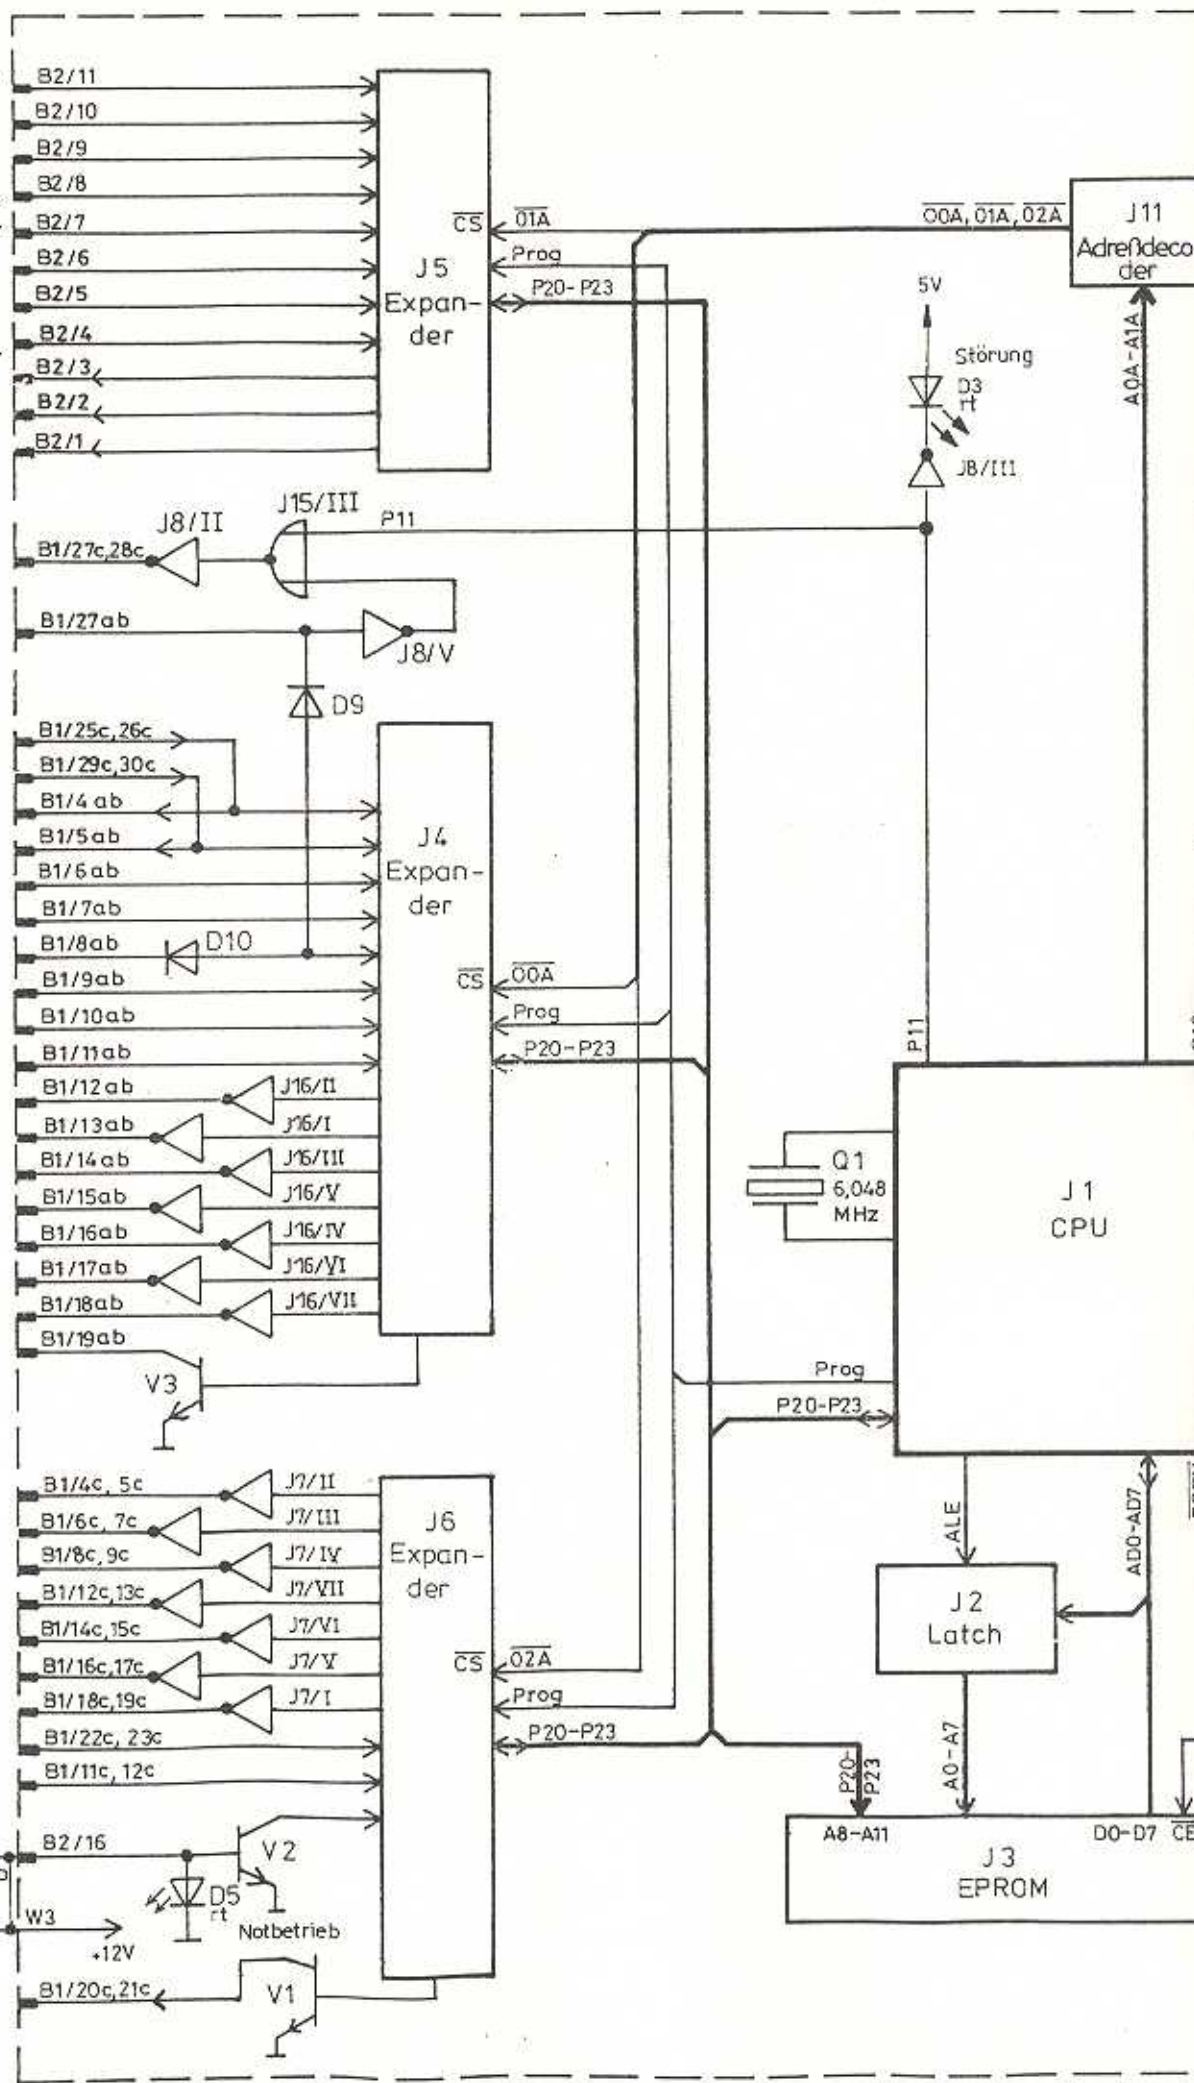 B2/11
B2/10
B2/9
B2/8
B2/7
B2/6
B2/5
B2/4
B2/3
B2/2
B2/1
J5
Expan-
der
CS
01A
Prog
P20-P23
00A, 01A, 02A
J11
Adreßdeco
der
5V
Störung
D3
rt
J8/III
A0A-A1A
J8/II
J15/III
P11
B1/27c,28c
B1/27ab
J8/V
D9
B1/25c,26c
B1/29c,30c
B1/4 ab
B1/5ab
B1/6ab
B1/7ab
B1/8ab
D10
B1/9ab
B1/10ab
B1/11ab
B1/12ab
J16/II
B1/13ab
J16/I
B1/14ab
J16/III
B1/15ab
J16/V
B1/16ab
J16/IV
B1/17ab
J16/VI
B1/18ab
J16/VII
B1/19ab
V3
J4
Expan-
der
CS
00A
Prog
P20-P23
P11
Q1
6,048
MHz
J1
CPU
Prog
P20-P23
B1/4c, 5c
J7/II
B1/6c, 7c
J7/III
B1/8c, 9c
J7/IV
B1/12c,13c
J7/VII
B1/14c,15c
J7/VI
B1/16c,17c
J7/V
B1/18c,19c
J7/I
B1/22c, 23c
B1/11c, 12c
J6
Expan-
der
CS
02A
Prog
P20-P23
ALE
AD0-AD7
J2
Latch
A0-A7
P20-
P23
A8-A11
D0-D7
CE
J3
EPROM
B2/16
V2
D5
rt
W3
+12V
Notbetrieb
B1/20c,21c
V1